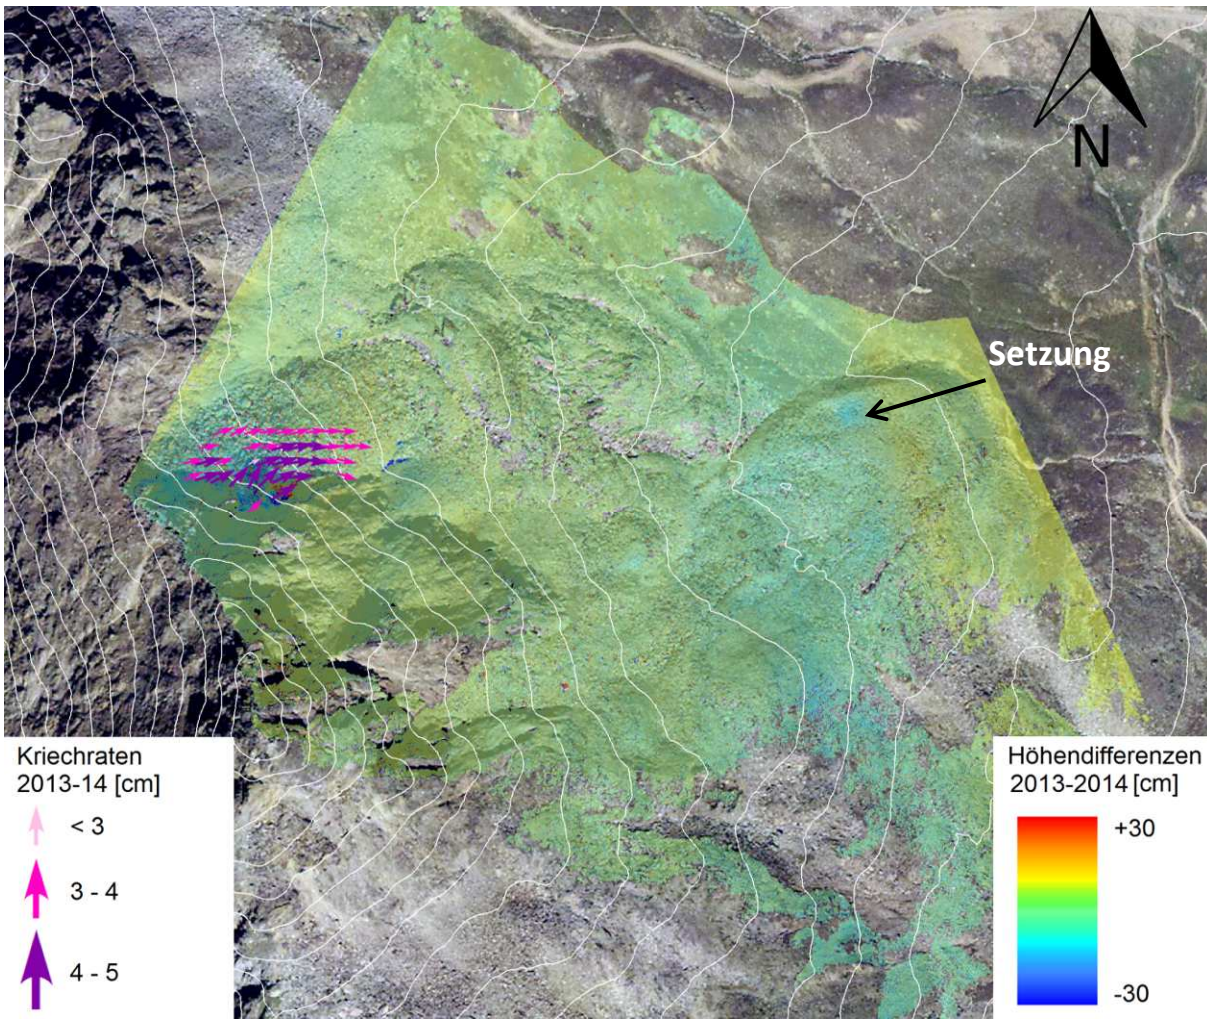 N
Setzung
Kriechraten
2013-14 [cm]
< 3
3 - 4
4 - 5
Höhendifferenzen
2013-2014 [cm]
+30
-30